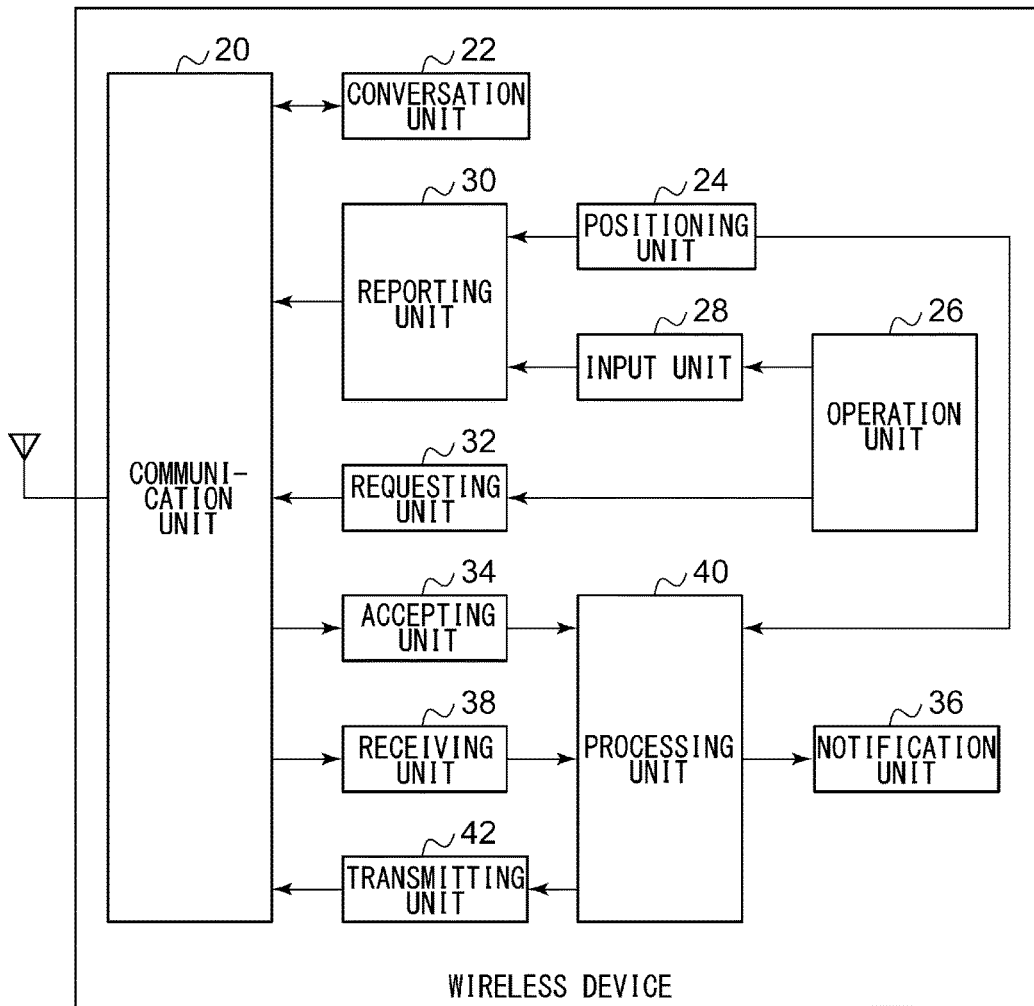 20
22
CONVERSATION
UNIT
30
24
POSITIONING
UNIT
REPORTING
UNIT
28
26
INPUT UNIT
OPERATION
UNIT
32
COMMUNI-
CATION
UNIT
REQUESTING
UNIT
34
40
ACCEPTING
UNIT
38
36
RECEIVING
UNIT
PROCESSING
UNIT
NOTIFICATION
UNIT
42
TRANSMITTING
UNIT
WIRELESS DEVICE